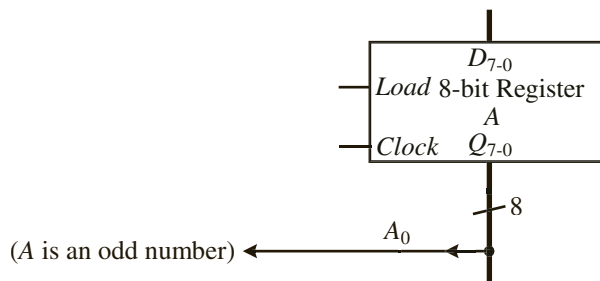 D7-0
Load 8-bit Register
A
Clock Q7-0
8
A0
(A is an odd number)